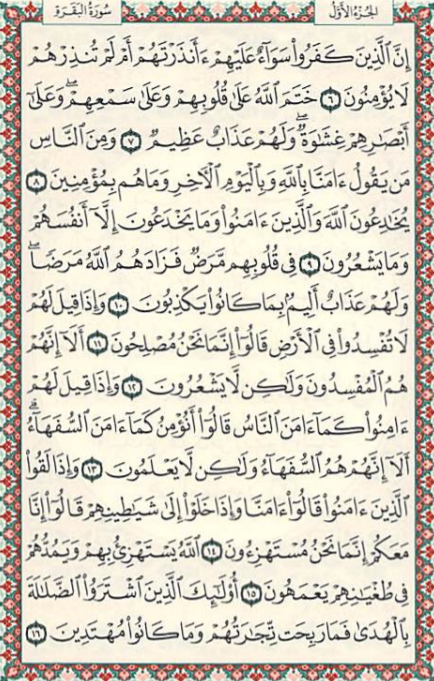 الجزء الأول
سورة البقرة
إِنَّ ٱلَّذِينَ كَفَرُوا۟ سَوَآءٌ عَلَيْهِمْ ءَأَنذَرْتَهُمْ أَمْ لَمْ تُنذِرْهُمْ
لَا يُؤْمِنُونَ ٦ خَتَمَ ٱللَّهُ عَلَىٰ قُلُوبِهِمْ وَعَلَىٰ سَمْعِهِمْ ۖ وَعَلَىٰٓ
أَبْصَـٰرِهِمْ غِشَـٰوَةٌ ۖ وَلَهُمْ عَذَابٌ عَظِيمٌ ٧ وَمِنَ ٱلنَّاسِ
مَن يَقُولُ ءَامَنَّا بِٱللَّهِ وَبِٱلْيَوْمِ ٱلْـَٔاخِرِ وَمَا هُم بِمُؤْمِنِينَ ٨
يُخَـٰدِعُونَ ٱللَّهَ وَٱلَّذِينَ ءَامَنُوا۟ وَمَا يَخْدَعُونَ إِلَّآ أَنفُسَهُمْ
وَمَا يَشْعُرُونَ ٩ فِى قُلُوبِهِم مَّرَضٌ فَزَادَهُمُ ٱللَّهُ مَرَضًا ۖ
وَلَهُمْ عَذَابٌ أَلِيمٌۢ بِمَا كَانُوا۟ يَكْذِبُونَ ١٠ وَإِذَا قِيلَ لَهُمْ
لَا تُفْسِدُوا۟ فِى ٱلْأَرْضِ قَالُوٓا۟ إِنَّمَا نَحْنُ مُصْلِحُونَ ١١ أَلَآ إِنَّهُمْ
هُمُ ٱلْمُفْسِدُونَ وَلَـٰكِن لَّا يَشْعُرُونَ ١٢ وَإِذَا قِيلَ لَهُمْ
ءَامِنُوا۟ كَمَآ ءَامَنَ ٱلنَّاسُ قَالُوٓا۟ أَنُؤْمِنُ كَمَآ ءَامَنَ ٱلسُّفَهَآءُ ۗ
أَلَآ إِنَّهُمْ هُمُ ٱلسُّفَهَآءُ وَلَـٰكِن لَّا يَعْلَمُونَ ١٣ وَإِذَا لَقُوا۟
ٱلَّذِينَ ءَامَنُوا۟ قَالُوٓا۟ ءَامَنَّا وَإِذَا خَلَوْا۟ إِلَىٰ شَيَـٰطِينِهِمْ قَالُوٓا۟ إِنَّا
مَعَكُمْ إِنَّمَا نَحْنُ مُسْتَهْزِءُونَ ١٤ ٱللَّهُ يَسْتَهْزِئُ بِهِمْ وَيَمُدُّهُمْ
فِى طُغْيَـٰنِهِمْ يَعْمَهُونَ ١٥ أُو۟لَـٰٓئِكَ ٱلَّذِينَ ٱشْتَرَوُا۟ ٱلضَّلَـٰلَةَ
بِٱلْهُدَىٰ فَمَا رَبِحَت تِّجَـٰرَتُهُمْ وَمَا كَانُوا۟ مُهْتَدِينَ ١٦